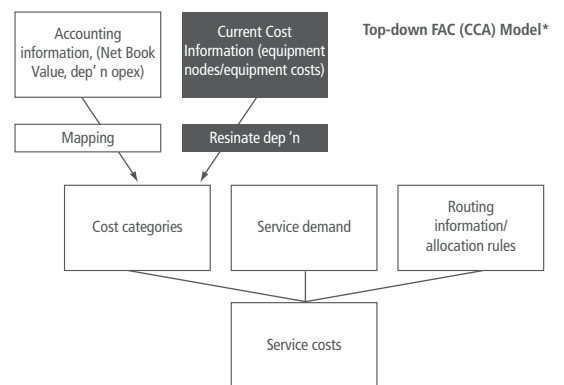 Top-down FAC (CCA) Model*
Accounting
information, (Net Book
Value, dep' n opex)
Current Cost
Information (equipment
nodes/equipment costs)
Mapping
Resinate dep 'n
Cost categories
Service demand
Routing
information/
allocation rules
Service costs